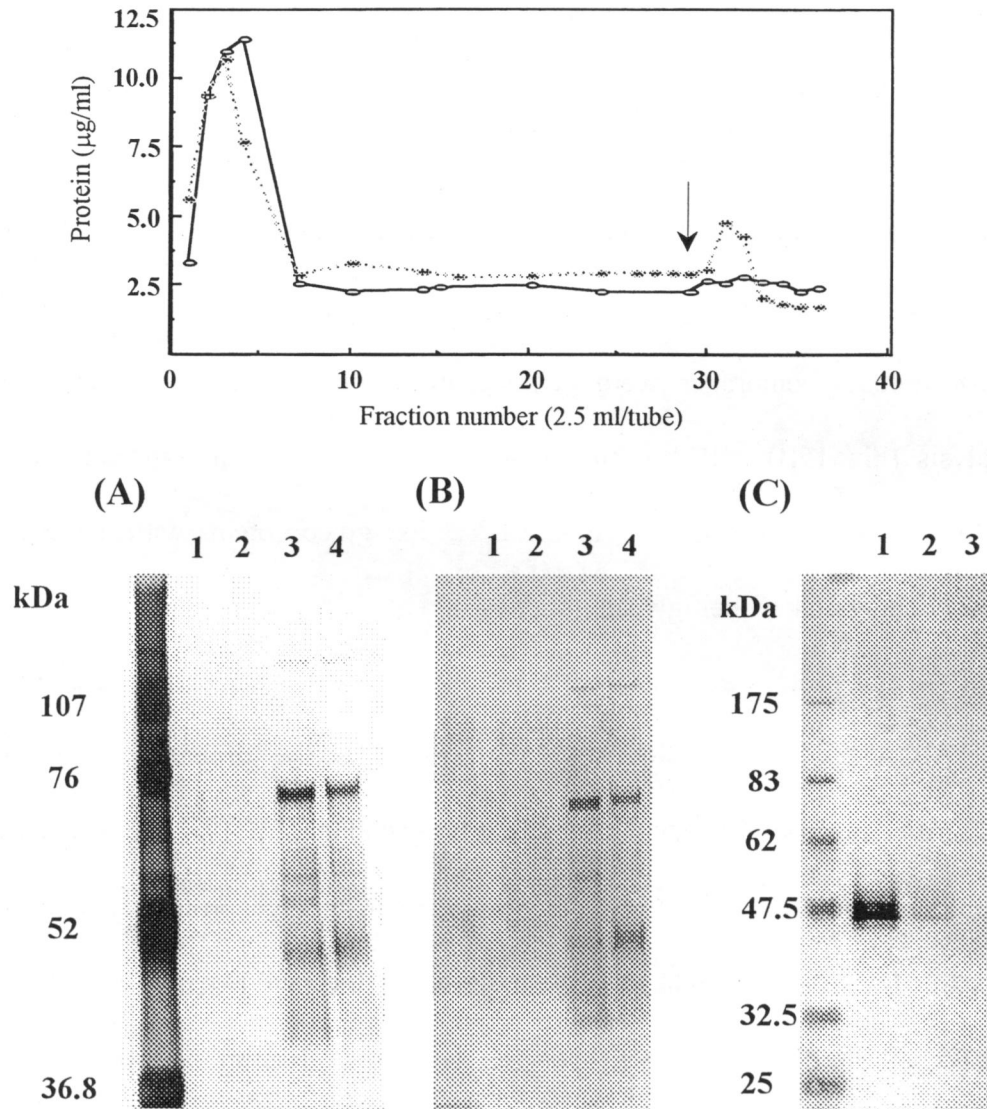 12.5
10.0
7.5
5.0
2.5
Protein (µg/ml)
0 10 20 30 40
Fraction number (2.5 ml/tube)
(A) (B) (C)
1 2 3 4 1 2 3 4 1 2 3
kDa
107
76
52
36.8
kDa
175
83
62
47.5
32.5
25